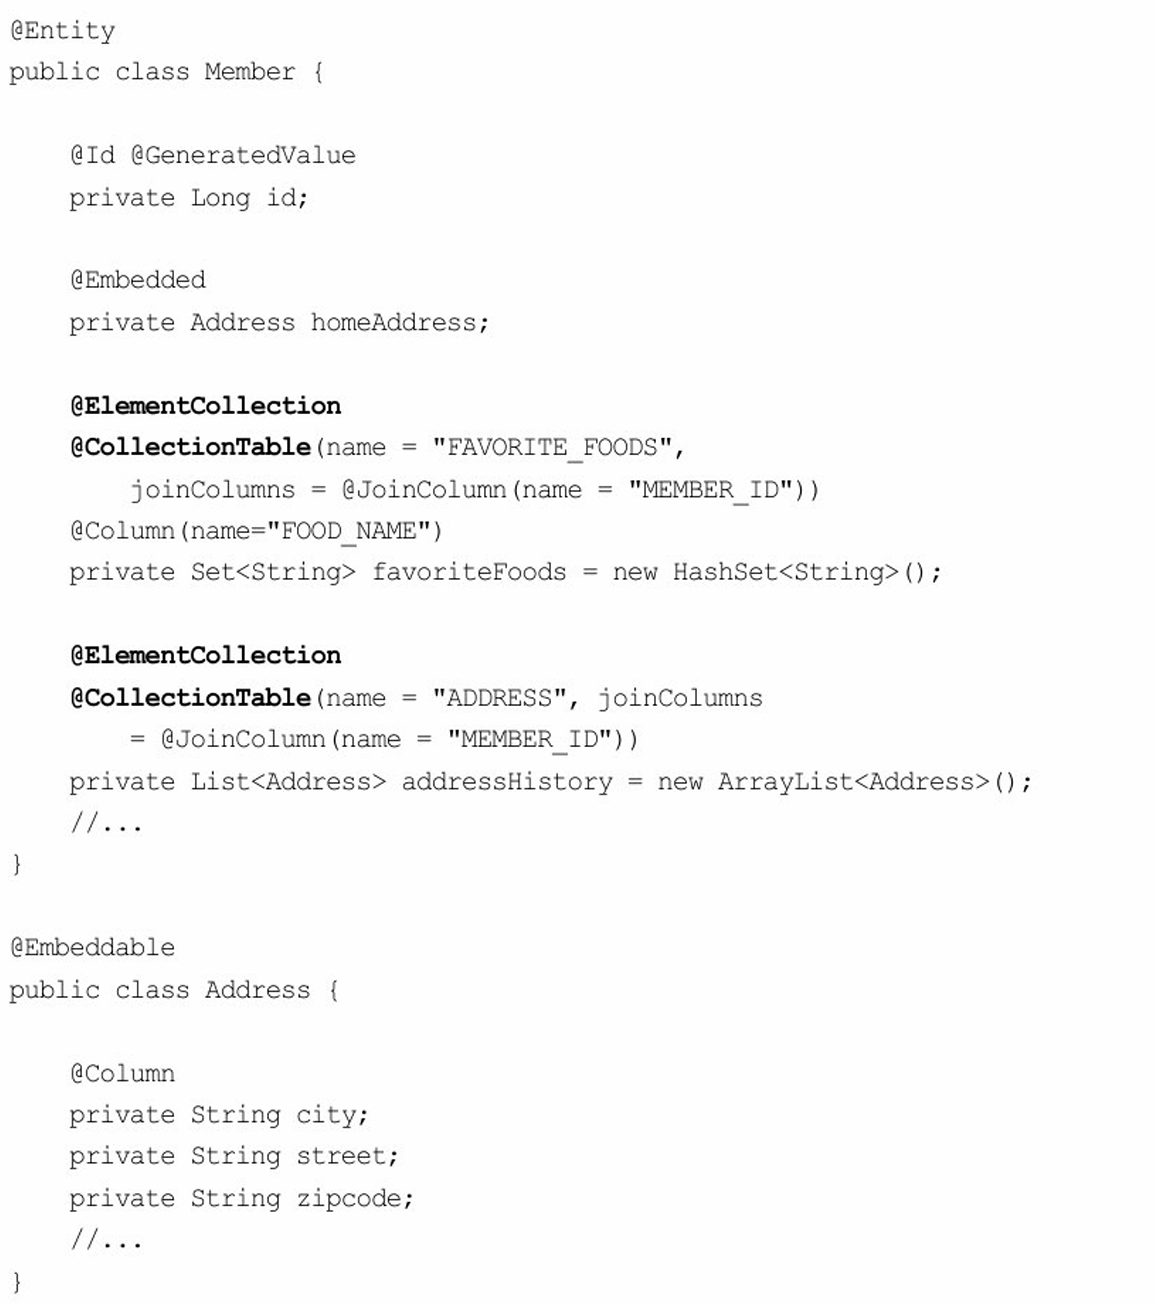 @Entity
public class Member {
@Id @GeneratedValue
private Long id;
@Embedded
private Address homeAddress;
@ElementCollection
@CollectionTable(name = "FAVORITE_FOODS",
joinColumns = @JoinColumn(name = "MEMBER_ID"))
@Column(name="FOOD_NAME")
private Set<String> favoriteFoods = new HashSet<String>();
@ElementCollection
@CollectionTable(name = "ADDRESS", joinColumns
= @JoinColumn(name = "MEMBER_ID"))
private List<Address> addressHistory = new ArrayList<Address>();
//...
}
@Embeddable
public class Address {
@Column
private String city;
private String street;
private String zipcode;
//...
}